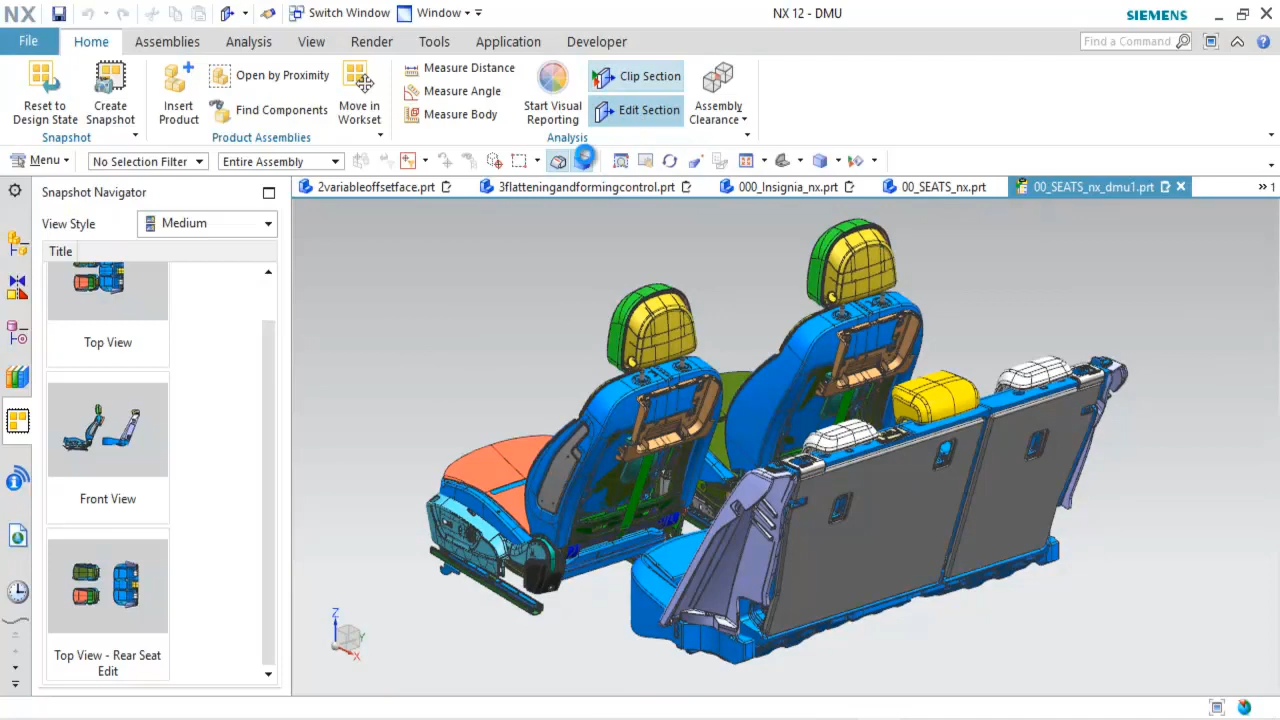 NX
Switch Window
Window
NX 12 - DMU
SIEMENS
File
Home
Assemblies
Analysis
View
Render
Tools
Application
Developer
Find a Command
Reset to
Design State
Create
Snapshot
Snapshot
Insert
Product
Open by Proximity
Find Components
Move in
Workset
Product Assemblies
Measure Distance
Measure Angle
Measure Body
Start Visual
Reporting
Clip Section
Edit Section
Assembly
Clearance
Analysis
Menu
No Selection Filter
Entire Assembly
Snapshot Navigator
2variableoffsetface.prt
3flatteningandformingcontrol.prt
000_Insignia_nx.prt
00_SEATS_nx.prt
00_SEATS_nx_dmu1.prt
1
View Style
Medium
Title
Top View
Front View
Top View - Rear Seat
Edit
Z
Y
X